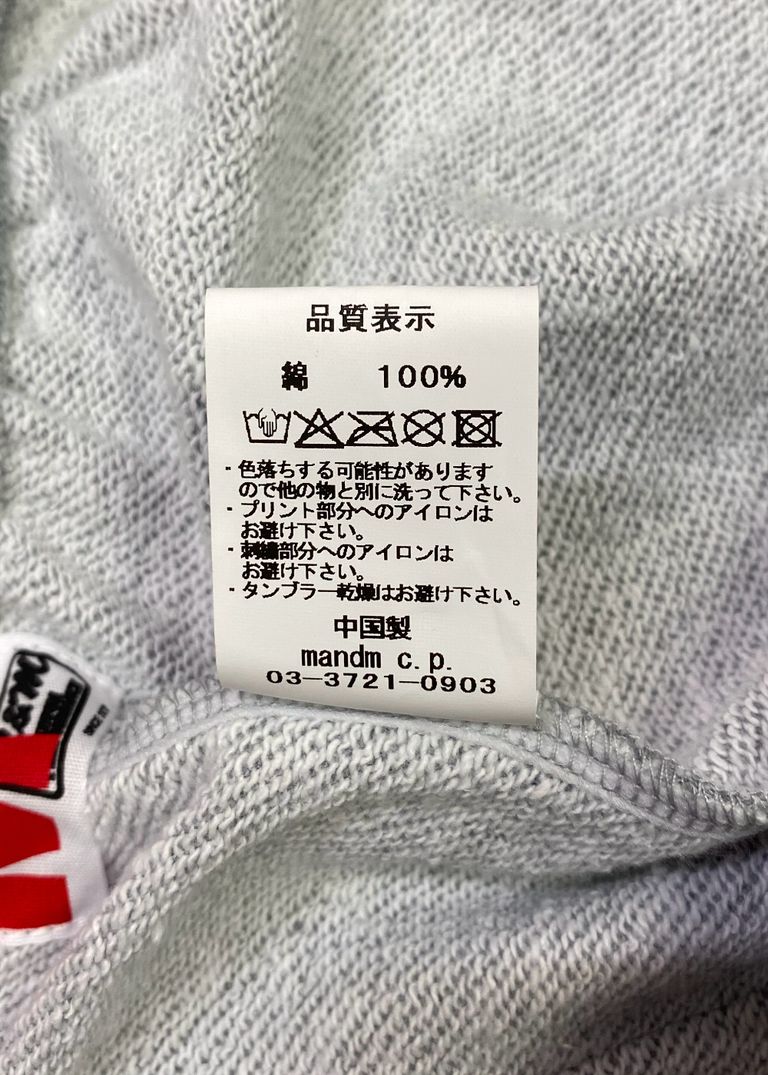 品質表示
綿 100%
・色落ちする可能性があります
ので他の物と別に洗って下さい。
・プリント部分へのアイロンは
お避け下さい。
・刺繍部分へのアイロンは
お避け下さい。
・タンブラー乾燥はお避け下さい。
中国製
mandm c.p.
03-3721-0903